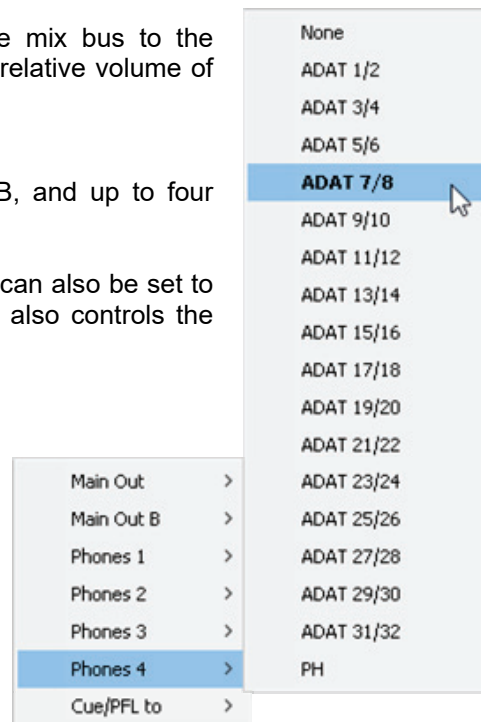 e mix bus to the
relative volume of
B, and up to four
can also be set to
also controls the
None
ADAT 1/2
ADAT 3/4
ADAT 5/6
ADAT 7/8
ADAT 9/10
ADAT 11/12
ADAT 13/14
ADAT 15/16
ADAT 17/18
ADAT 19/20
ADAT 21/22
ADAT 23/24
ADAT 25/26
ADAT 27/28
ADAT 29/30
ADAT 31/32
PH
Main Out >
Main Out B >
Phones 1 >
Phones 2 >
Phones 3 >
Phones 4 >
Cue/PFL to >